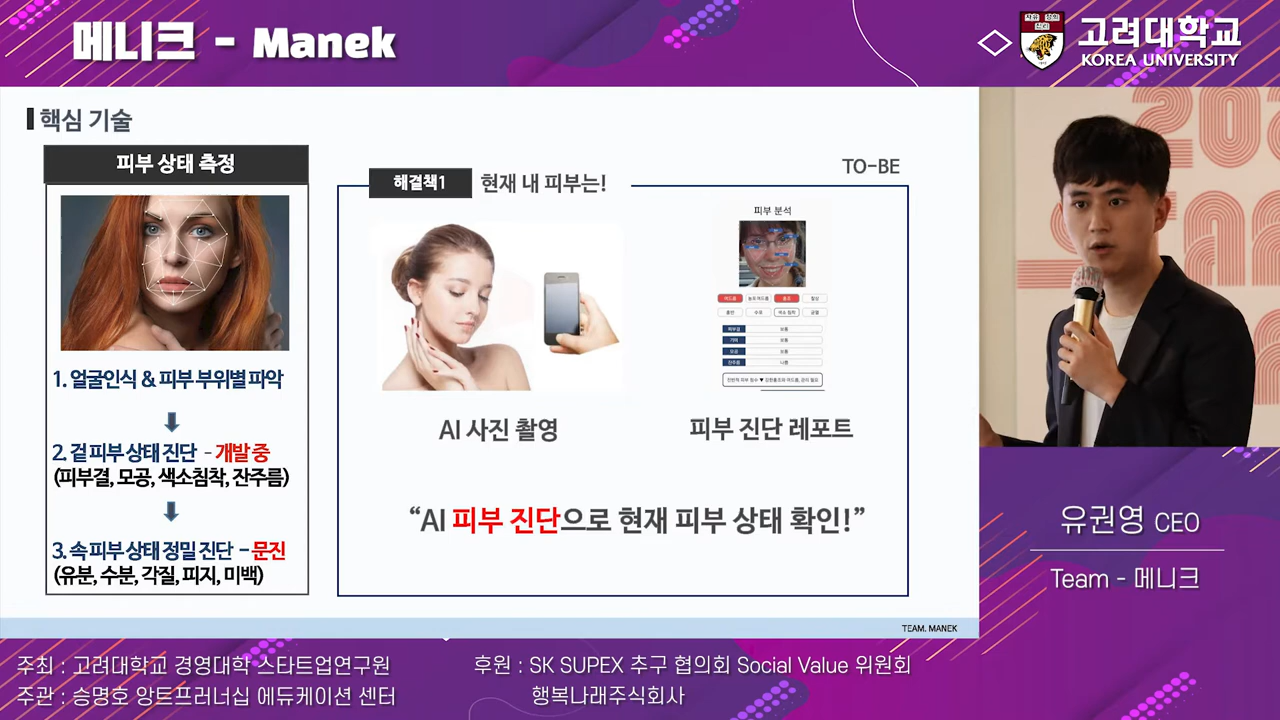 메니크 - Manek
고려대학교
KOREA UNIVERSITY
핵심 기술
피부 상태 측정
1. 얼굴인식 & 피부 부위별 파악
2. 겉 피부 상태 진단 - 개발 중
(피부결, 모공, 색소침착, 잔주름)
3. 속 피부 상태 정밀 진단 - 문진
(유분, 수분, 각질, 피지, 미백)
TO-BE
해결책1 현재 내 피부는!
피부 분석
AI 사진 촬영
피부 진단 레포트
“AI 피부 진단으로 현재 피부 상태 확인!”
TEAM. MANEK
유권영 CEO
Team - 메니크
주최 : 고려대학교 경영대학 스타트업연구원
주관 : 승명호 앙트프러너십 에듀케이션 센터
후원 : SK SUPEX 추구 협의회 Social Value 위원회
행복나래주식회사